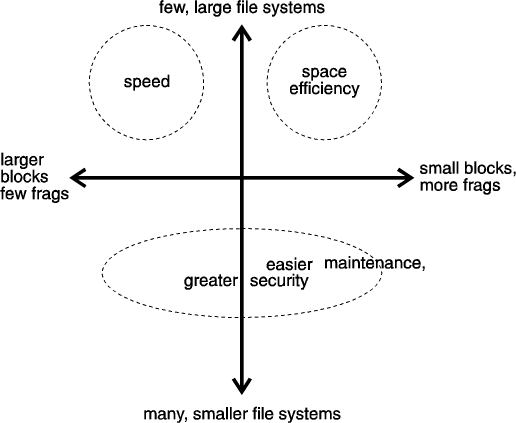 few, large file systems
speed
space
efficiency
larger
blocks
few frags
small blocks,
more frags
easier maintenance,
greater security
many, smaller file systems